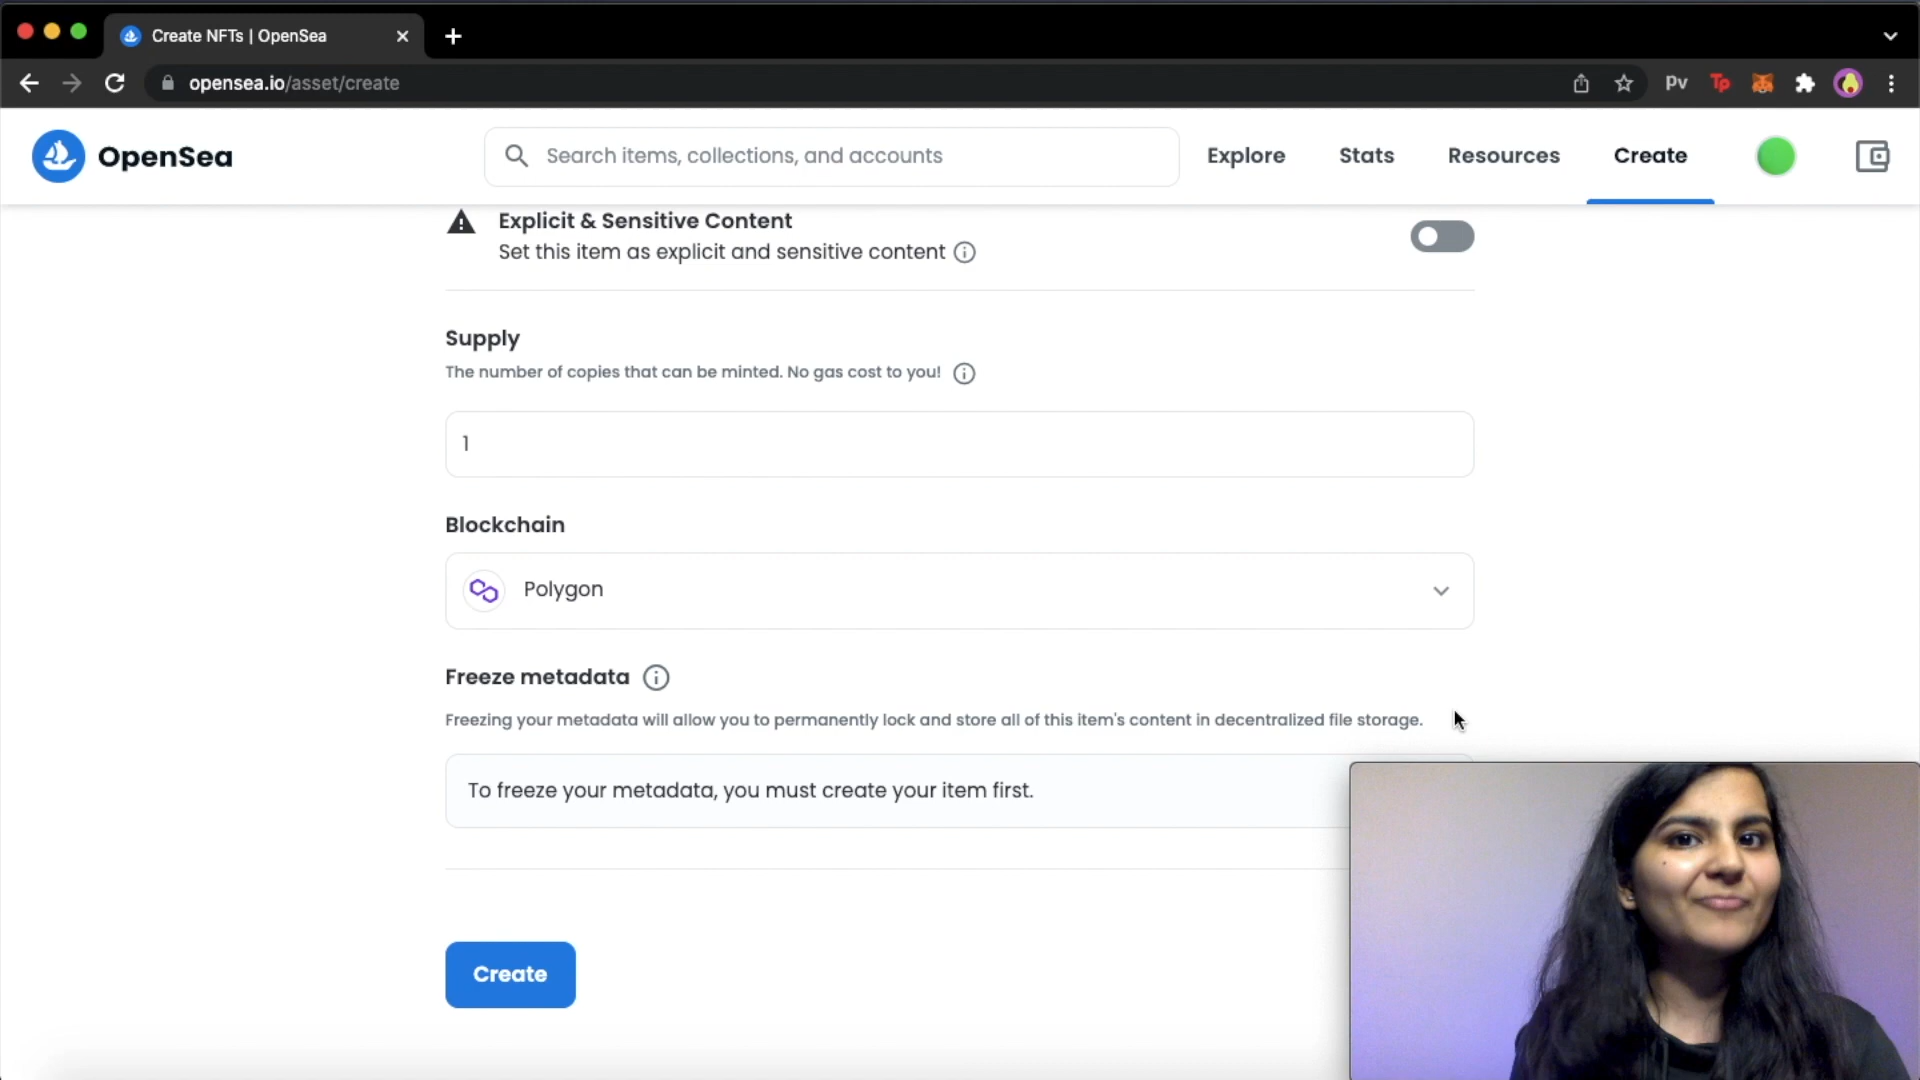 Create NFTs | OpenSea
opensea.io/asset/create
pv
Tp
OpenSea
Search items, collections, and accounts
Explore
Stats
Resources
Create
Explicit & Sensitive Content
Set this item as explicit and sensitive content
Supply
The number of copies that can be minted. No gas cost to you!
1
Blockchain
Polygon
Freeze metadata
Freezing your metadata will allow you to permanently lock and store all of this item's content in decentralized file storage.
To freeze your metadata, you must create your item first.
Create